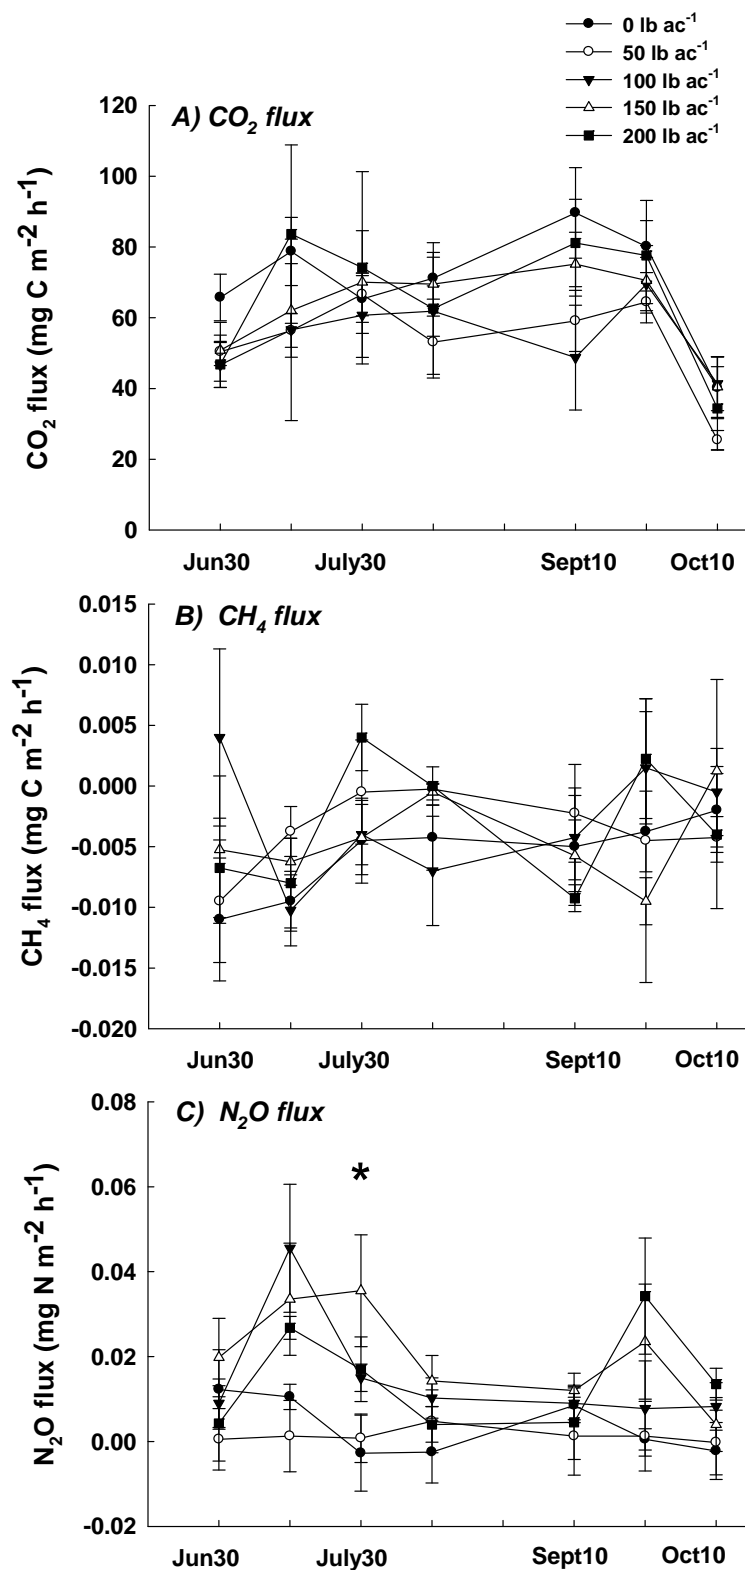 0 lb ac⁻¹
50 lb ac⁻¹
100 lb ac⁻¹
150 lb ac⁻¹
200 lb ac⁻¹
A) CO₂ flux
CO₂ flux (mg C m⁻² h⁻¹)
120
100
80
60
40
20
0
Jun30 July30 Sept10 Oct10
B) CH₄ flux
CH₄ flux (mg C m⁻² h⁻¹)
0.015
0.010
0.005
0.000
-0.005
-0.010
-0.015
-0.020
Jun30 July30 Sept10 Oct10
C) N₂O flux
N₂O flux (mg N m⁻² h⁻¹)
0.08
0.06
0.04
0.02
0.00
-0.02
*
Jun30 July30 Sept10 Oct10